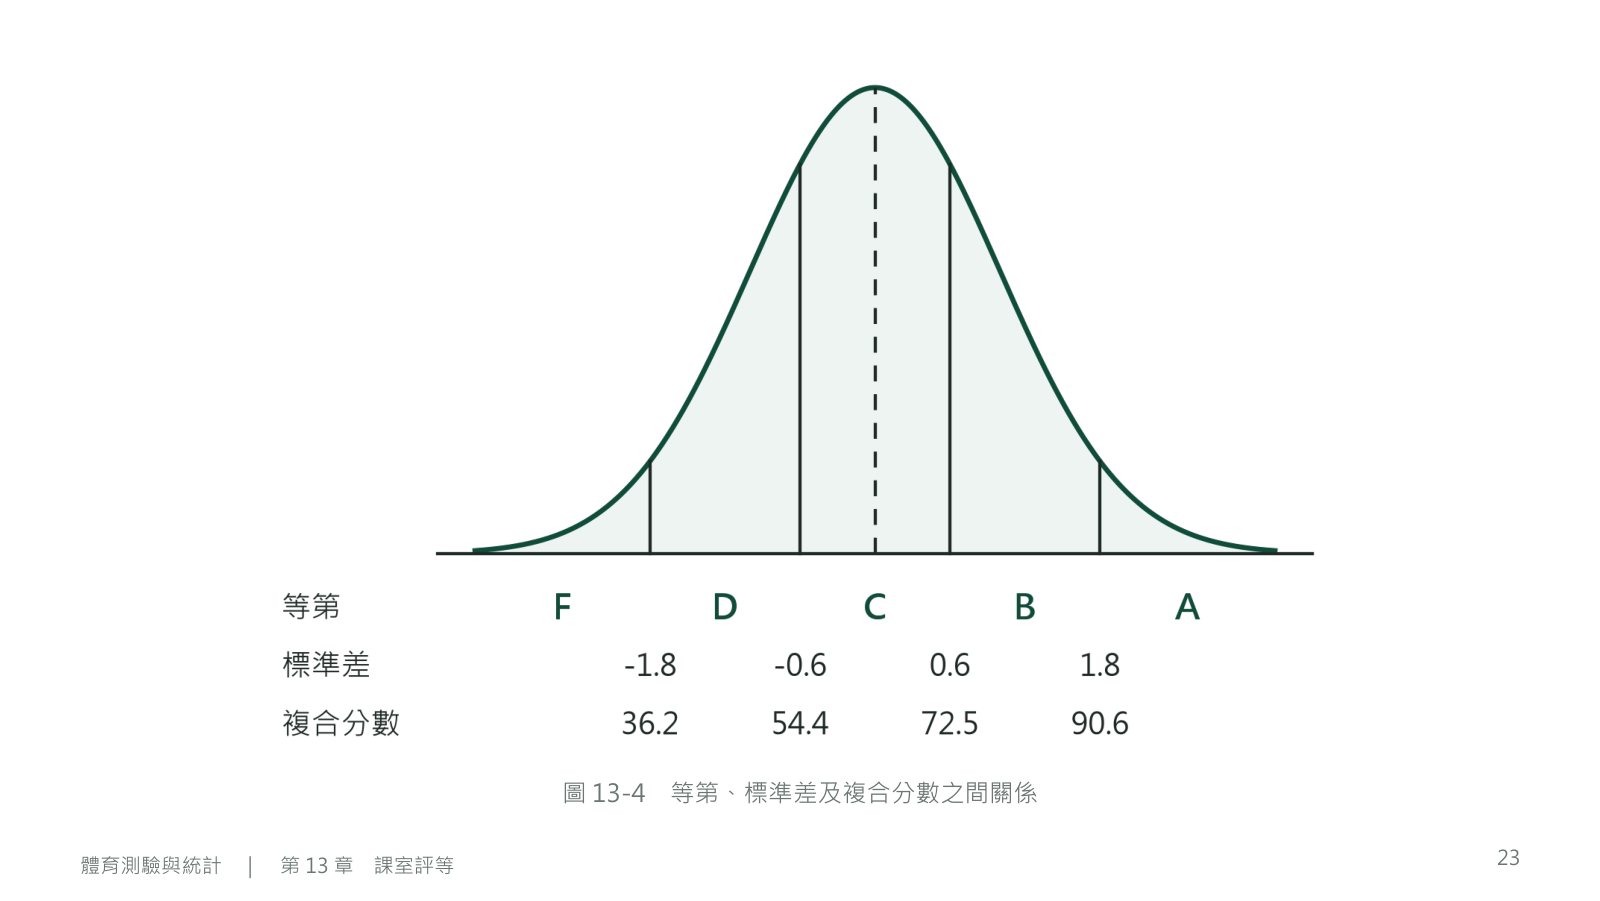 等第 F D C B A
標準差 -1.8 -0.6 0.6 1.8
複合分數 36.2 54.4 72.5 90.6
圖 13-4 等第、標準差及複合分數之間關係
體育測驗與統計 | 第 13 章 課室評等
23